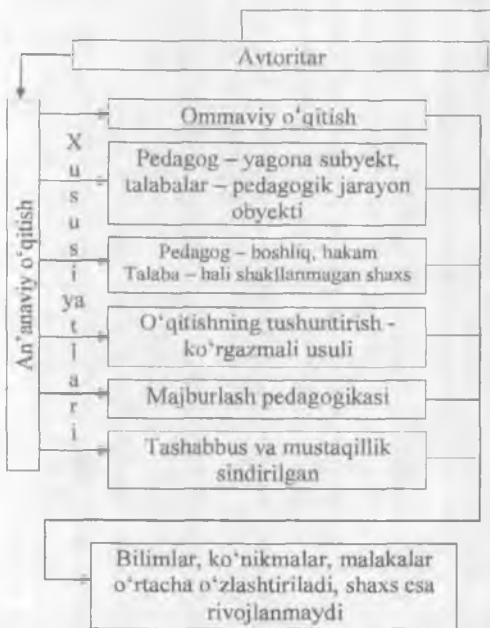 Avtoritar
An'anaviy o‘qitish
Xususiyatlari
Ommaviy o‘qitish
Pedagog – yagona subyekt,
talabalar – pedagogik jarayon
obyekti
Pedagog – boshliq, hakam
Talaba – hali shakllanmagan shaxs
O‘qitishning tushuntirish -
ko‘rgazmali usuli
Majburlash pedagogikasi
Tashabbus va mustaqillik
sindirilgan
Bilimlar, ko‘nikmalar, malakalar
o‘rtacha o‘zlashtiriladi, shaxs esa
rivojlanmaydi